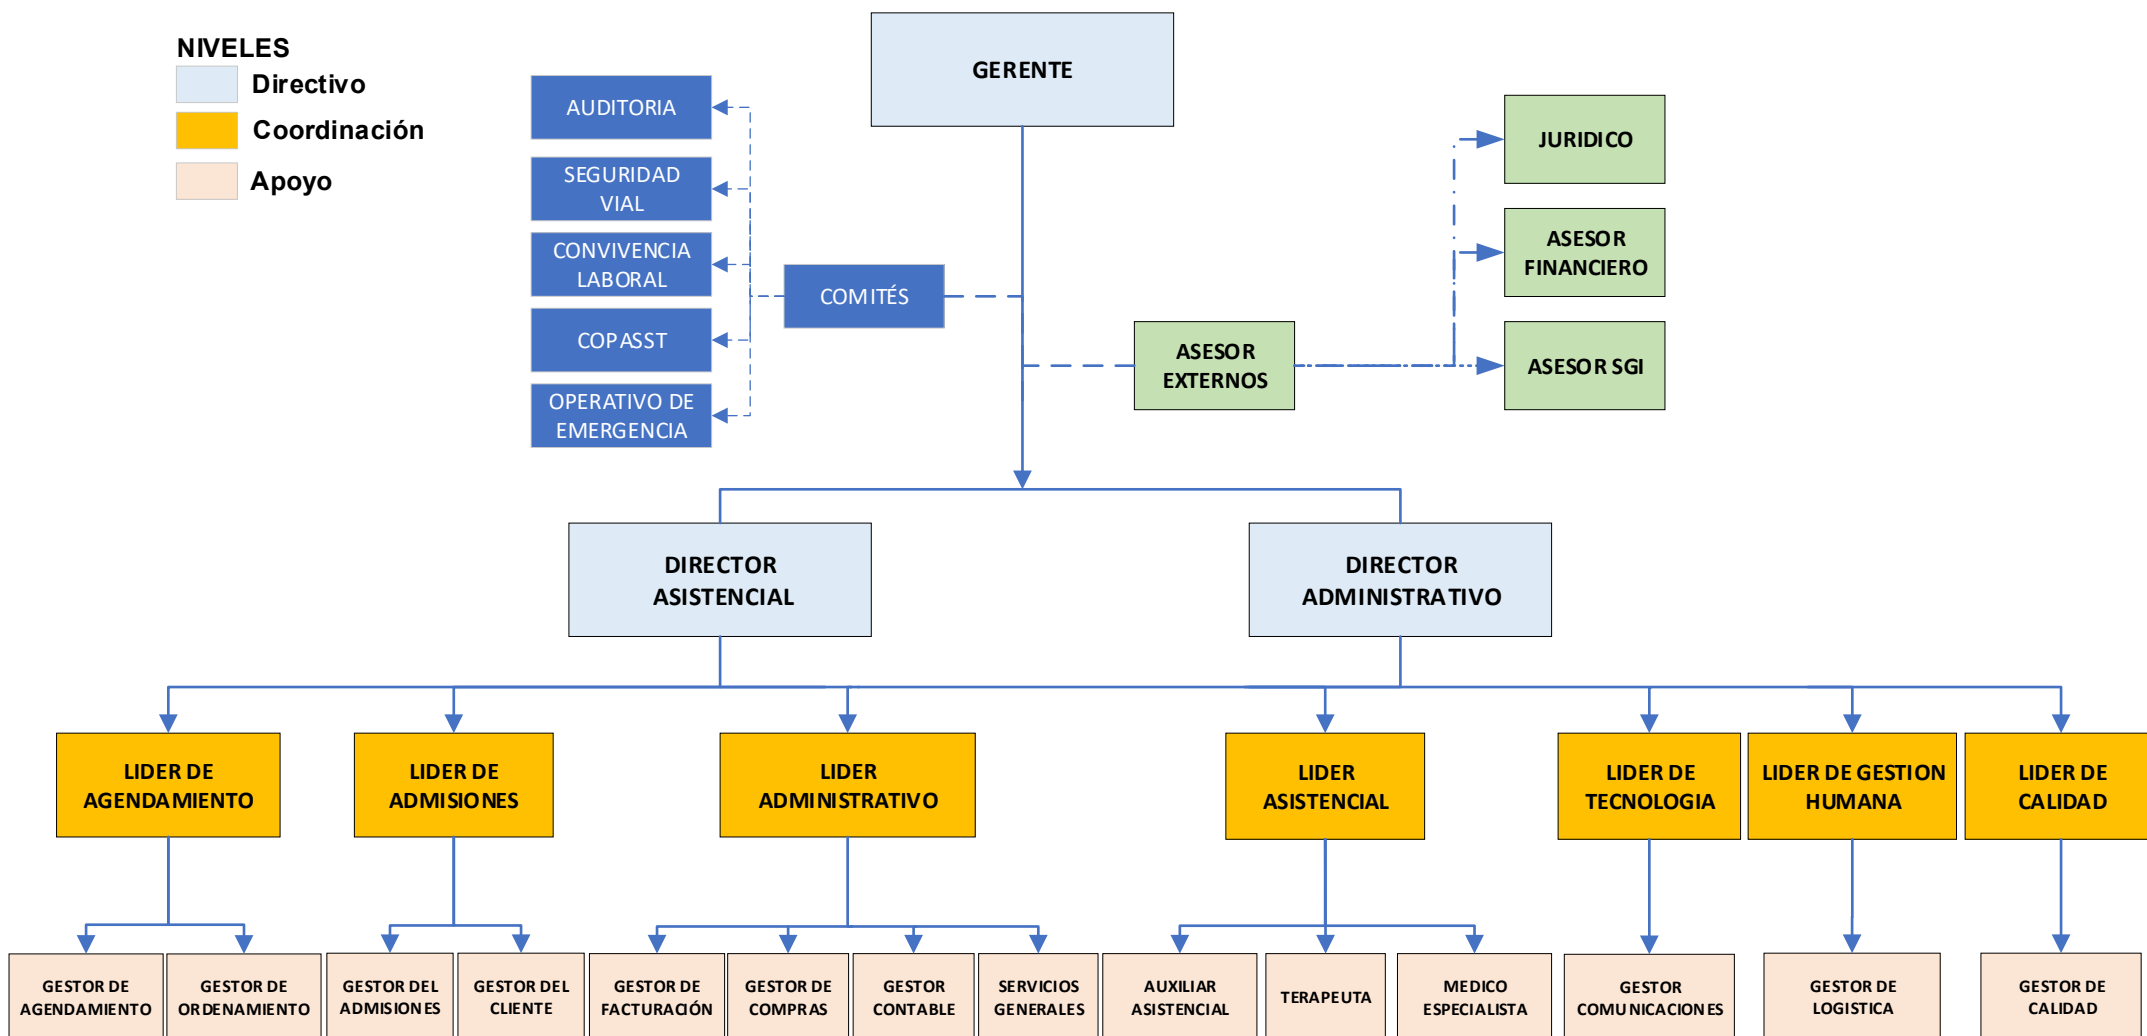 NIVELES
Directivo
Coordinación
Apoyo
GERENTE
AUDITORIA
SEGURIDAD
VIAL
CONVIVENCIA
LABORAL
COPASST
OPERATIVO DE
EMERGENCIA
COMITÉS
ASESOR
EXTERNOS
JURIDICO
ASESOR
FINANCIERO
ASESOR SGI
DIRECTOR
ASISTENCIAL
DIRECTOR
ADMINISTRATIVO
LIDER DE
AGENDAMIENTO
LIDER DE
ADMISIONES
LIDER
ADMINISTRATIVO
LIDER
ASISTENCIAL
LIDER DE
TECNOLOGIA
LIDER DE GESTION
HUMANA
LIDER DE
CALIDAD
GESTOR DE
AGENDAMIENTO
GESTOR DE
ORDENAMIENTO
GESTOR DEL
ADMISIONES
GESTOR DEL
CLIENTE
GESTOR DE
FACTURACIÓN
GESTOR DE
COMPRAS
GESTOR
CONTABLE
SERVICIOS
GENERALES
AUXILIAR
ASISTENCIAL
TERAPEUTA
MEDICO
ESPECIALISTA
GESTOR
COMUNICACIONES
GESTOR DE
LOGISTICA
GESTOR DE
CALIDAD